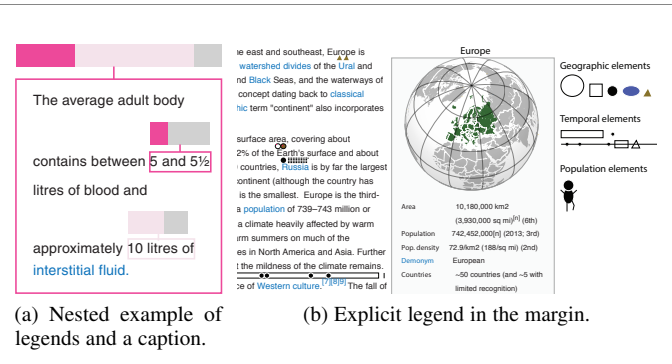 The average adult body
contains between 5 and 5½
litres of blood and
approximately 10 litres of
interstitial fluid.
(a) Nested example of
legends and a caption.
e east and southeast, Europe is
watershed divides of the Ural and
nd Black Seas, and the waterways of
concept dating back to classical
hic term "continent" also incorporates
surface area, covering about
2% of the Earth's surface and about
countries, Russia is by far the largest
ontinent (although the country has
is the smallest. Europe is the third-
a population of 739–743 million or
a climate heavily affected by warm
arm summers on much of the
es in North America and Asia. Further
t the mildness of the climate remains.
ce of Western culture.[7][8][9] The fall of
Europe
Area 10,180,000 km2
(3,930,000 sq mi)[n] (6th)
Population 742,452,000[n] (2013; 3rd)
Pop. density 72.9/km2 (188/sq mi) (2nd)
Demonym European
Countries ~50 countries (and ~5 with
limited recognition)
Geographic elements
Temporal elements
Population elements
(b) Explicit legend in the margin.